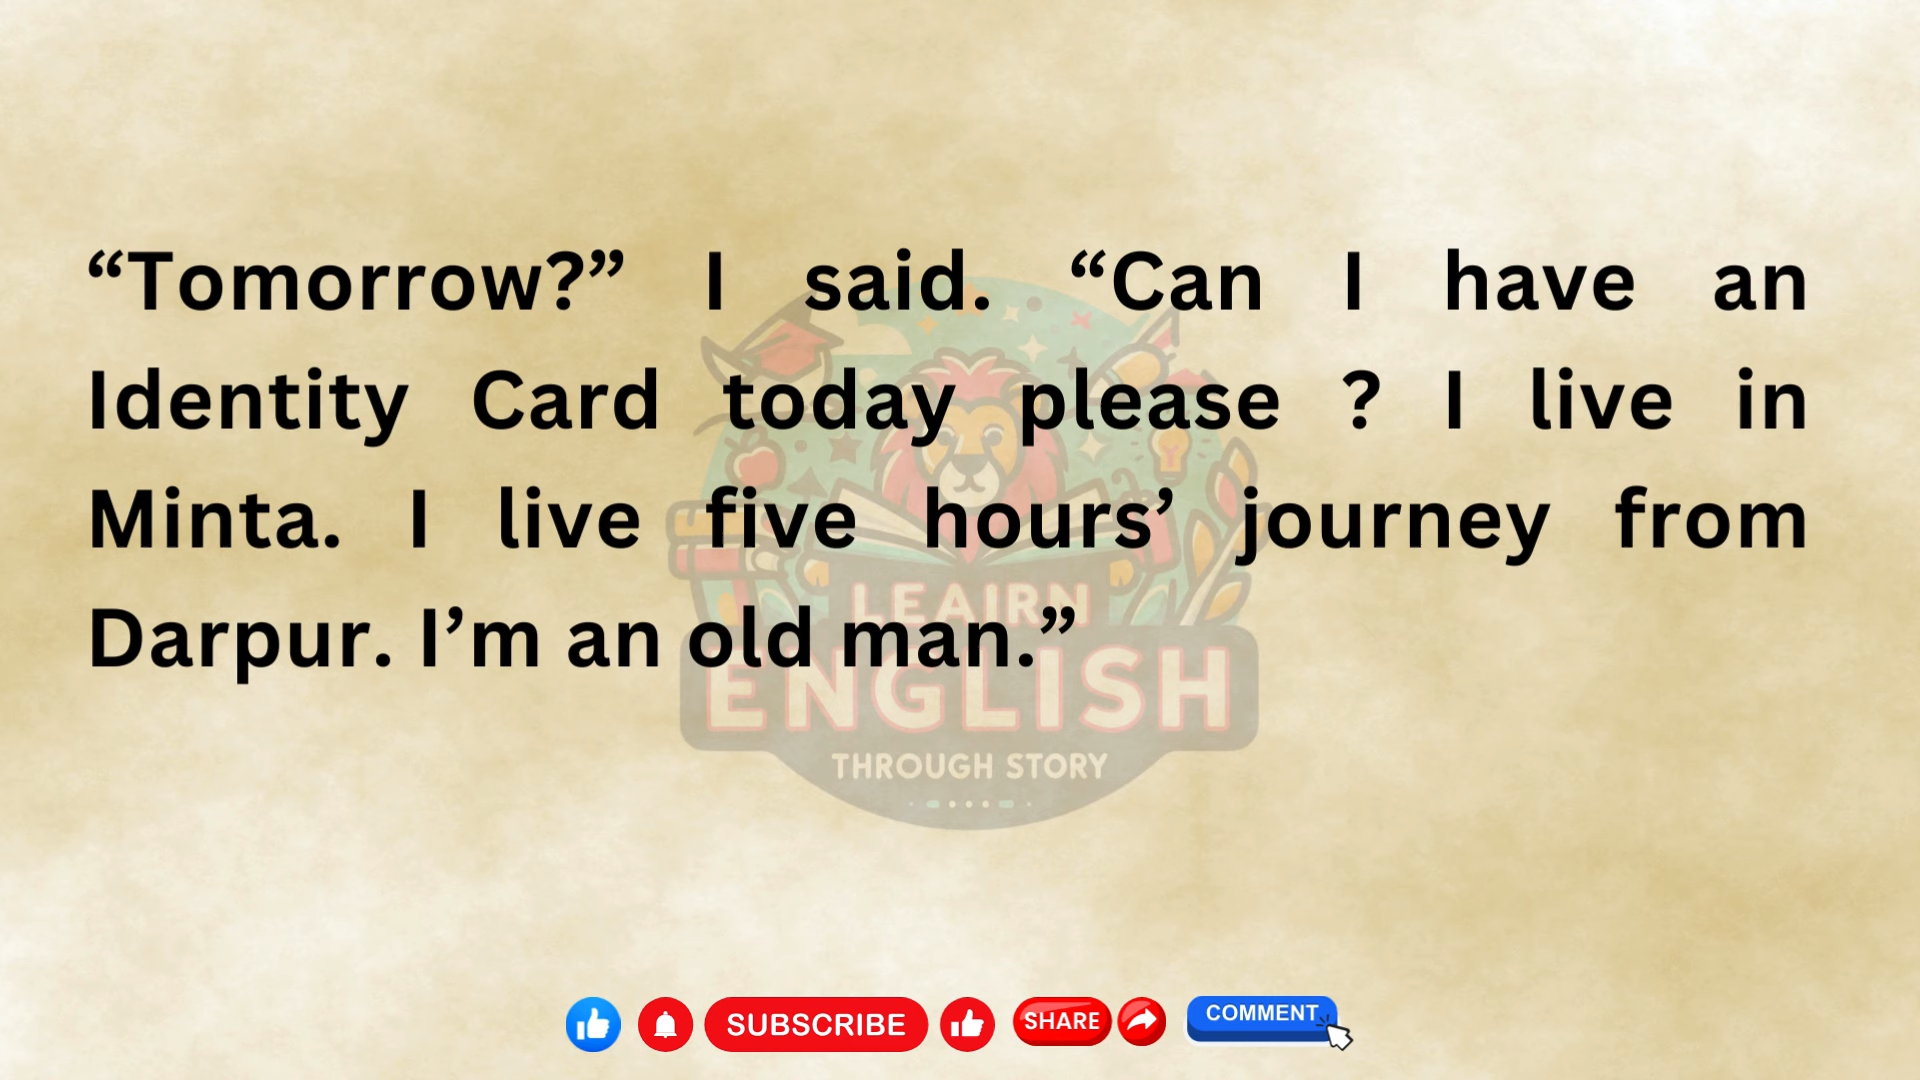 “Tomorrow?” I said. “Can I have an
Identity Card today please ? I live in
Minta. I live five hours’ journey from
Darpur. I’m an old man.”
LEARN
ENGLISH
THROUGH STORY
SUBSCRIBE
SHARE
COMMENT